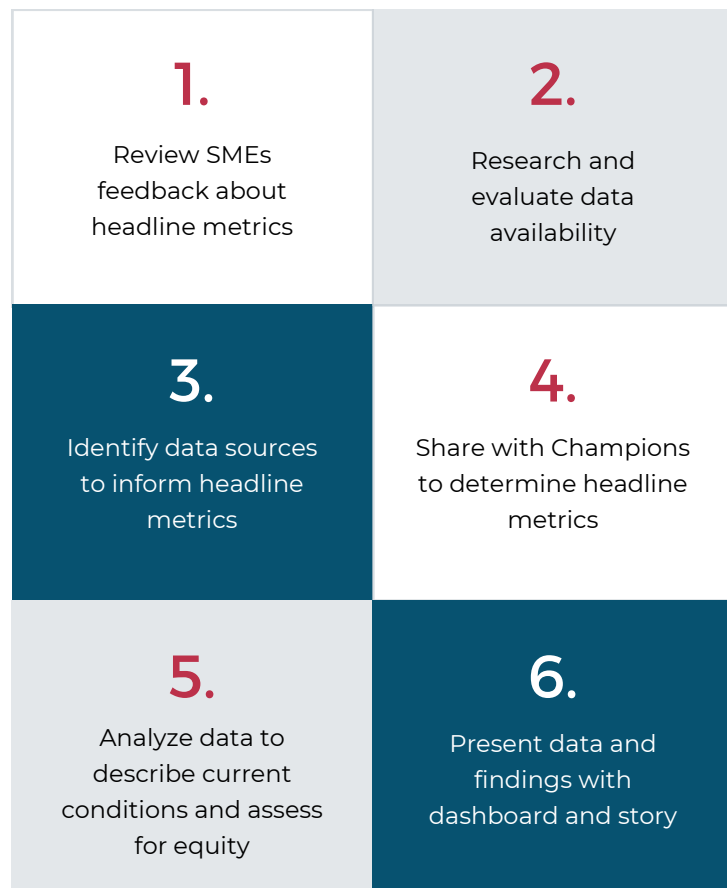 1.
Review SMEs
feedback about
headline metrics
2.
Research and
evaluate data
availability
3.
Identify data sources
to inform headline
metrics
4.
Share with Champions
to determine headline
metrics
5.
Analyze data to
describe current
conditions and assess
for equity
6.
Present data and
findings with
dashboard and story